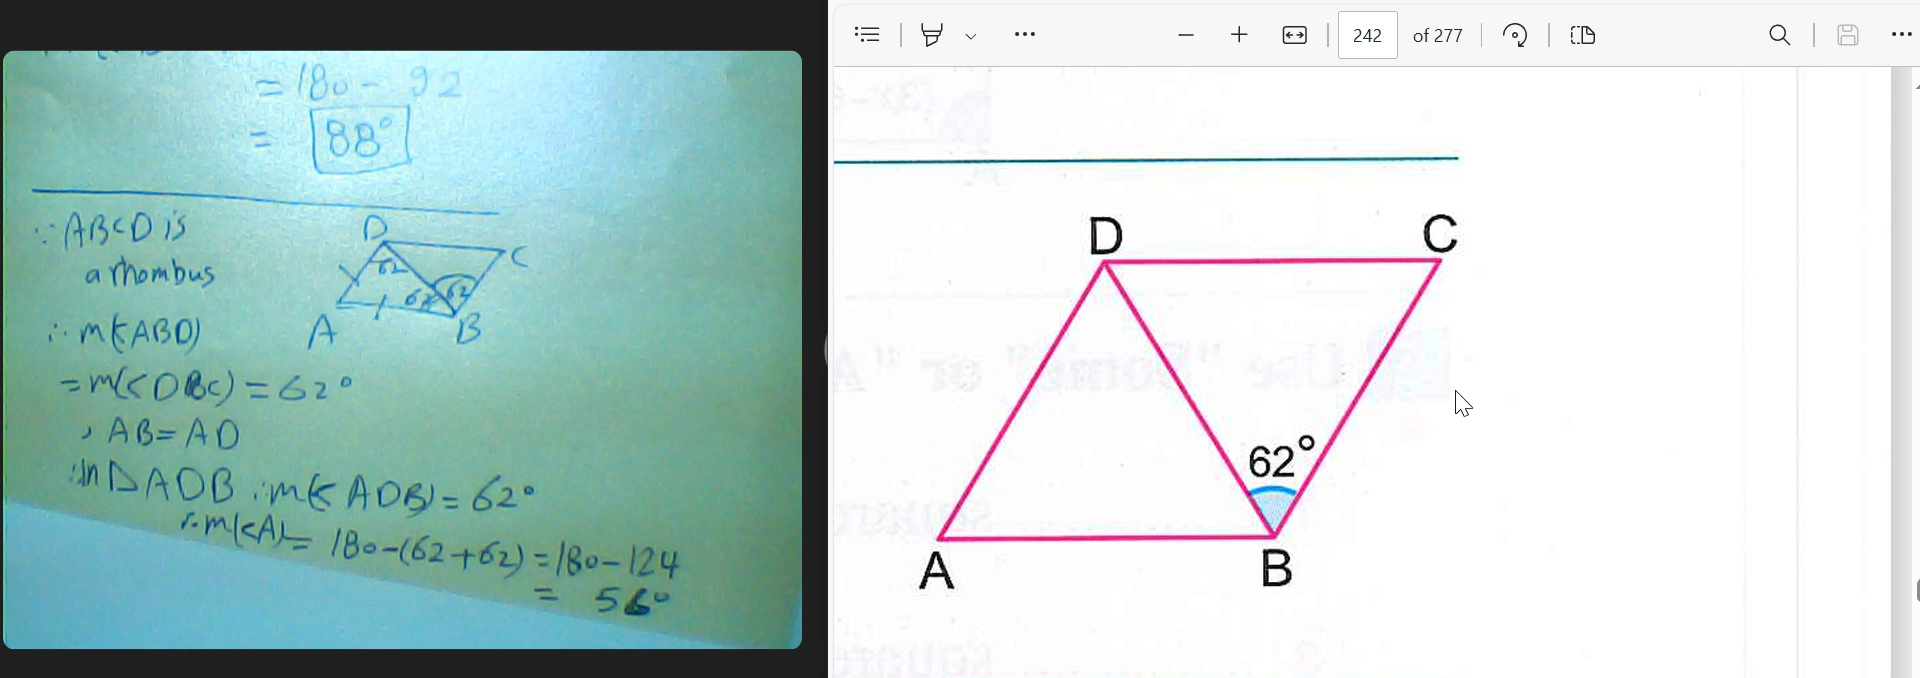 = 180 - 92
= 88°
∵ ABCD is
a rhombus
D
C
62
62
62
A
B
∴ m(∢ABD)
= m(∢DBC) = 62°
, AB = AD
∴ In △ADB ∴ m(∢ADB) = 62°
∴ m(∢A) = 180-(62+62) = 180-124
= 56°
242 of 277
D
C
62°
A
B